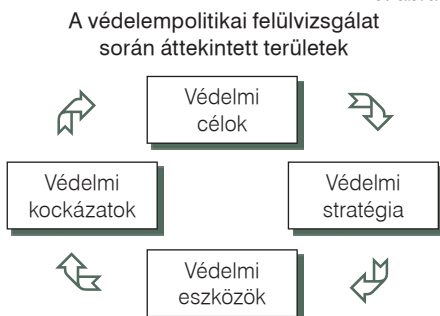 A védelempolitikai felülvizsgálat
során áttekintett területek
Védelmi
célok
Védelmi
kockázatok
Védelmi
stratégia
Védelmi
eszközök